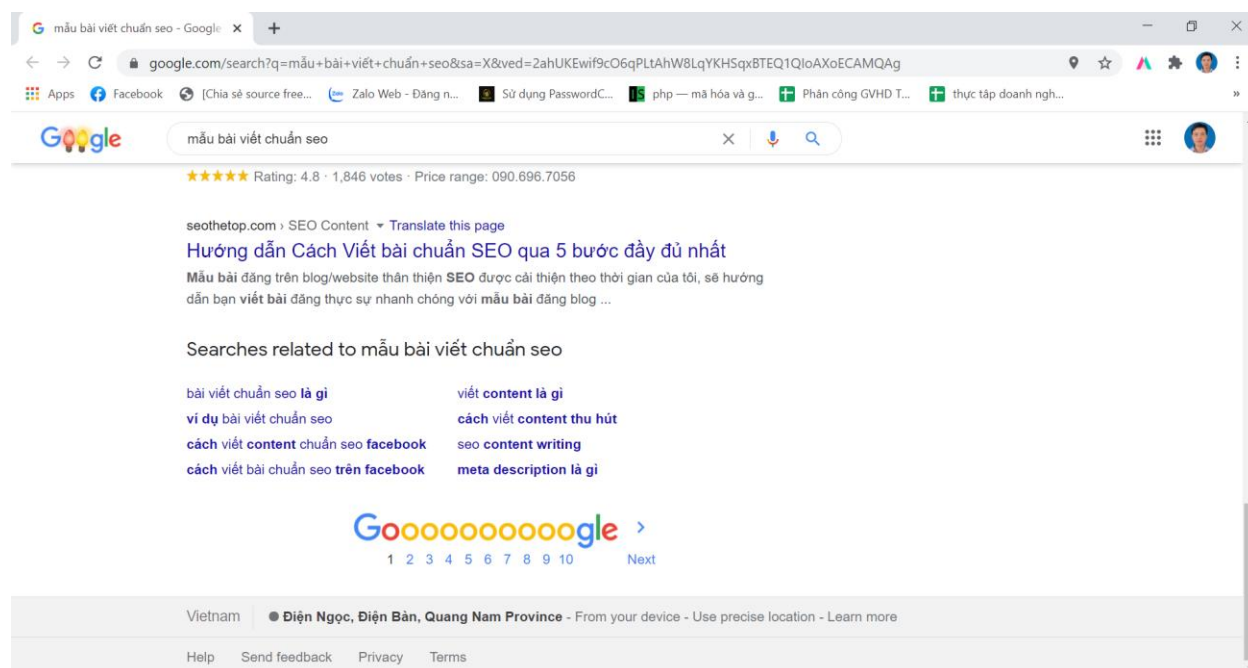 mẫu bài viết chuẩn seo - Google
google.com/search?q=mẫu+bài+viết+chuẩn+seo&sa=X&ved=2ahUKEwif9cO6qPLtAhW8LqYKHSqxBTEQ1QIoAXoECAMQAg
Apps Facebook [Chia sẻ source free... Zalo Web - Đăng n... Sử dụng PasswordC... php — mã hóa và g... Phân công GVHD T... thực tập doanh ngh... »
Google mẫu bài viết chuẩn seo
Rating: 4.8 · 1,846 votes · Price range: 090.696.7056
seothetop.com › SEO Content ▾ Translate this page
Hướng dẫn Cách Viết bài chuẩn SEO qua 5 bước đầy đủ nhất
Mẫu bài đăng trên blog/website thân thiện SEO được cải thiện theo thời gian của tôi, sẽ hướng
dẫn bạn viết bài đăng thực sự nhanh chóng với mẫu bài đăng blog ...
Searches related to mẫu bài viết chuẩn seo
bài viết chuẩn seo là gì viết content là gì
ví dụ bài viết chuẩn seo cách viết content thu hút
cách viết content chuẩn seo facebook seo content writing
cách viết bài chuẩn seo trên facebook meta description là gì
Goooooooooogle >
1 2 3 4 5 6 7 8 9 10 Next
Vietnam Điện Ngọc, Điện Bàn, Quang Nam Province - From your device - Use precise location - Learn more
Help Send feedback Privacy Terms